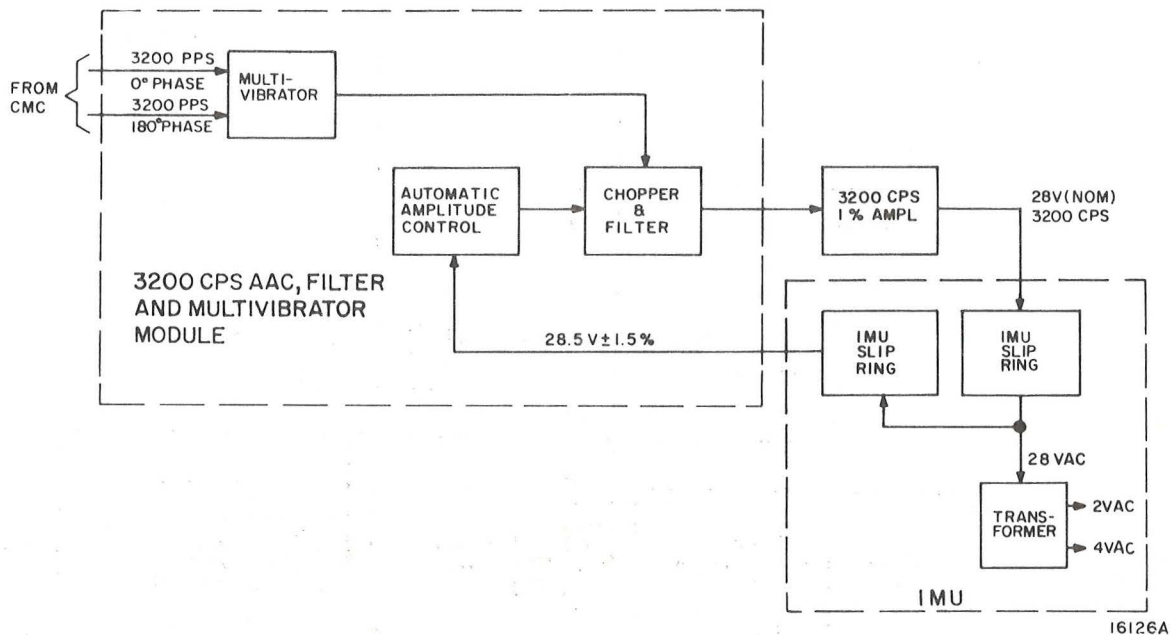 FROM
CMC
3200 PPS
0° PHASE
3200 PPS
180° PHASE
MULTI-
VIBRATOR
AUTOMATIC
AMPLITUDE
CONTROL
CHOPPER
&
FILTER
3200 CPS
1% AMPL
28V (NOM)
3200 CPS
3200 CPS AAC, FILTER
AND MULTIVIBRATOR
MODULE
28.5 V ± 1.5 %
IMU
SLIP
RING
IMU
SLIP
RING
28 VAC
TRANS-
FORMER
2VAC
4VAC
IMU
16126A